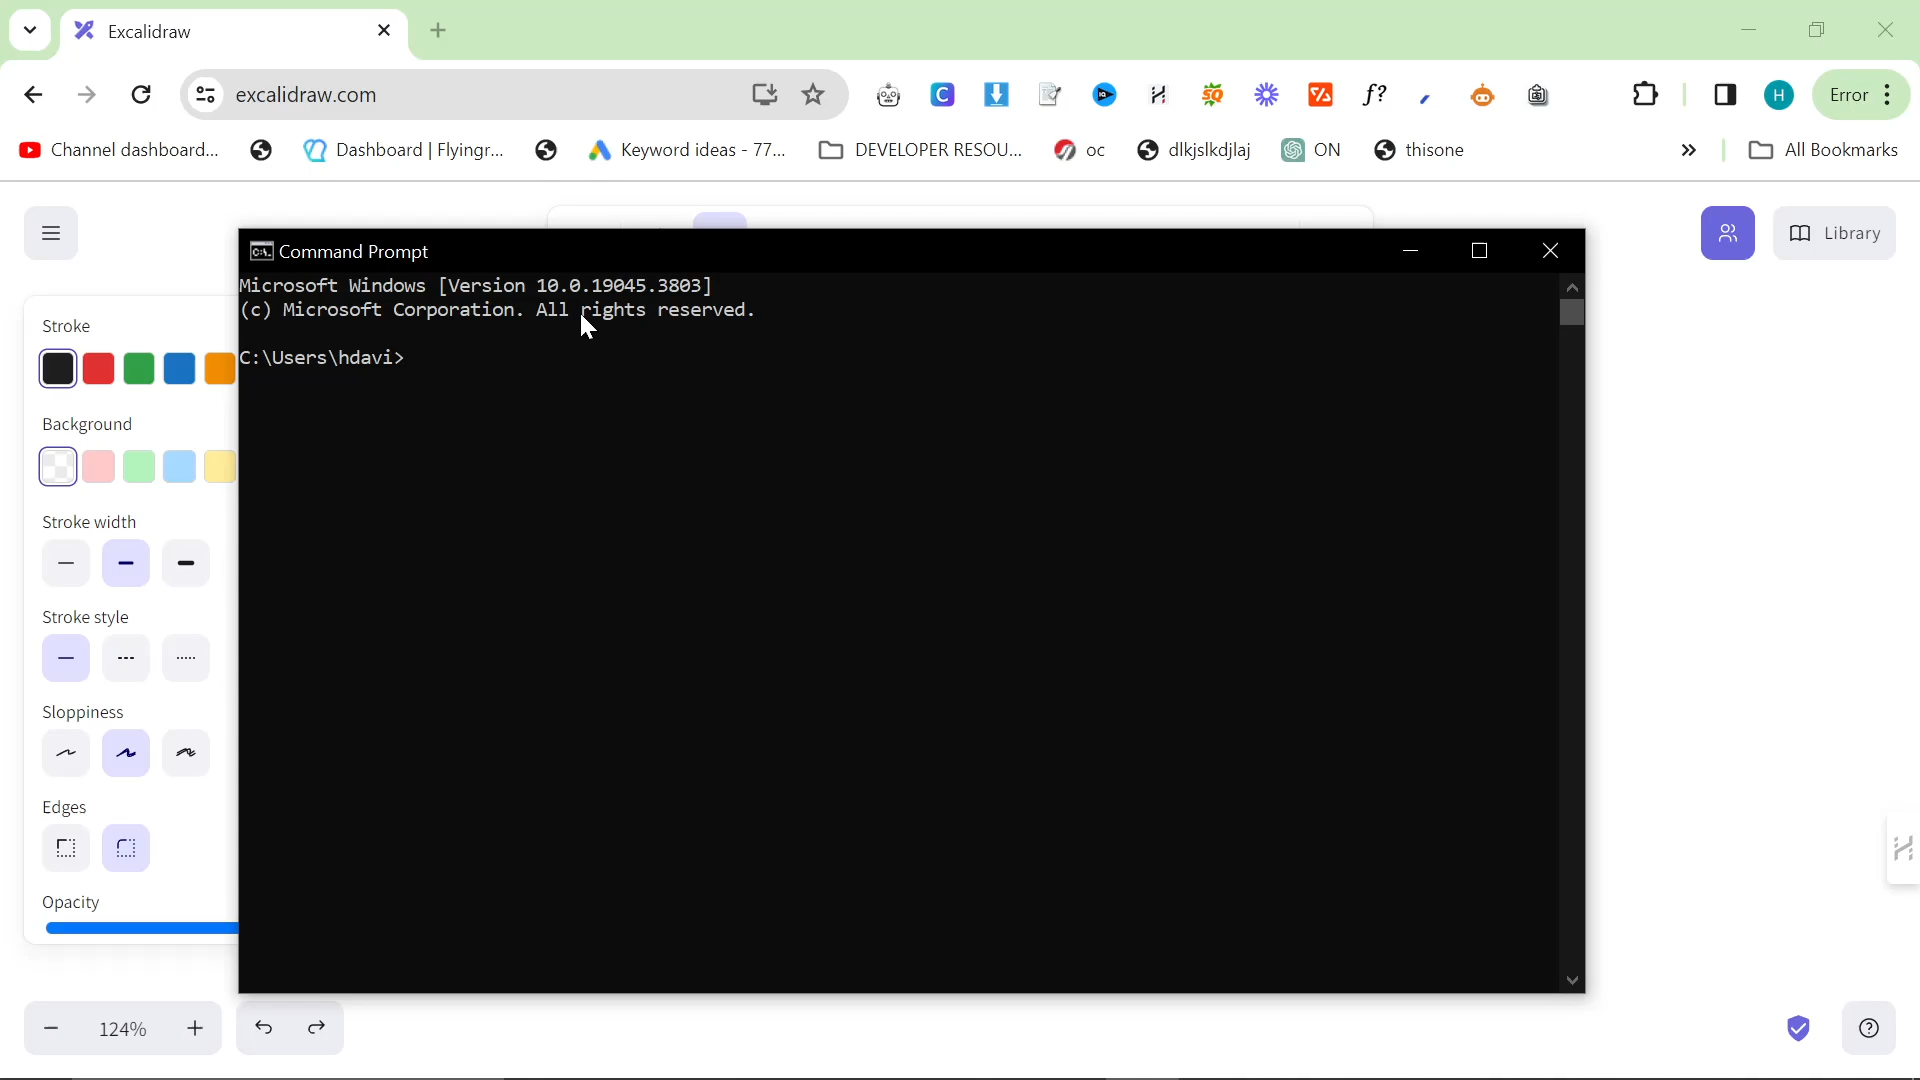 Excalidraw
excalidraw.com
Error
Channel dashboard...
Dashboard | Flyingr...
Keyword ideas - 77...
DEVELOPER RESOU...
oc
dlkjslkdjlaj
ON
thisone
All Bookmarks
Library
Command Prompt
Microsoft Windows [Version 10.0.19045.3803]
(c) Microsoft Corporation. All rights reserved.
C:\Users\hdavi>
Stroke
Background
Stroke width
Stroke style
Sloppiness
Edges
Opacity
124%